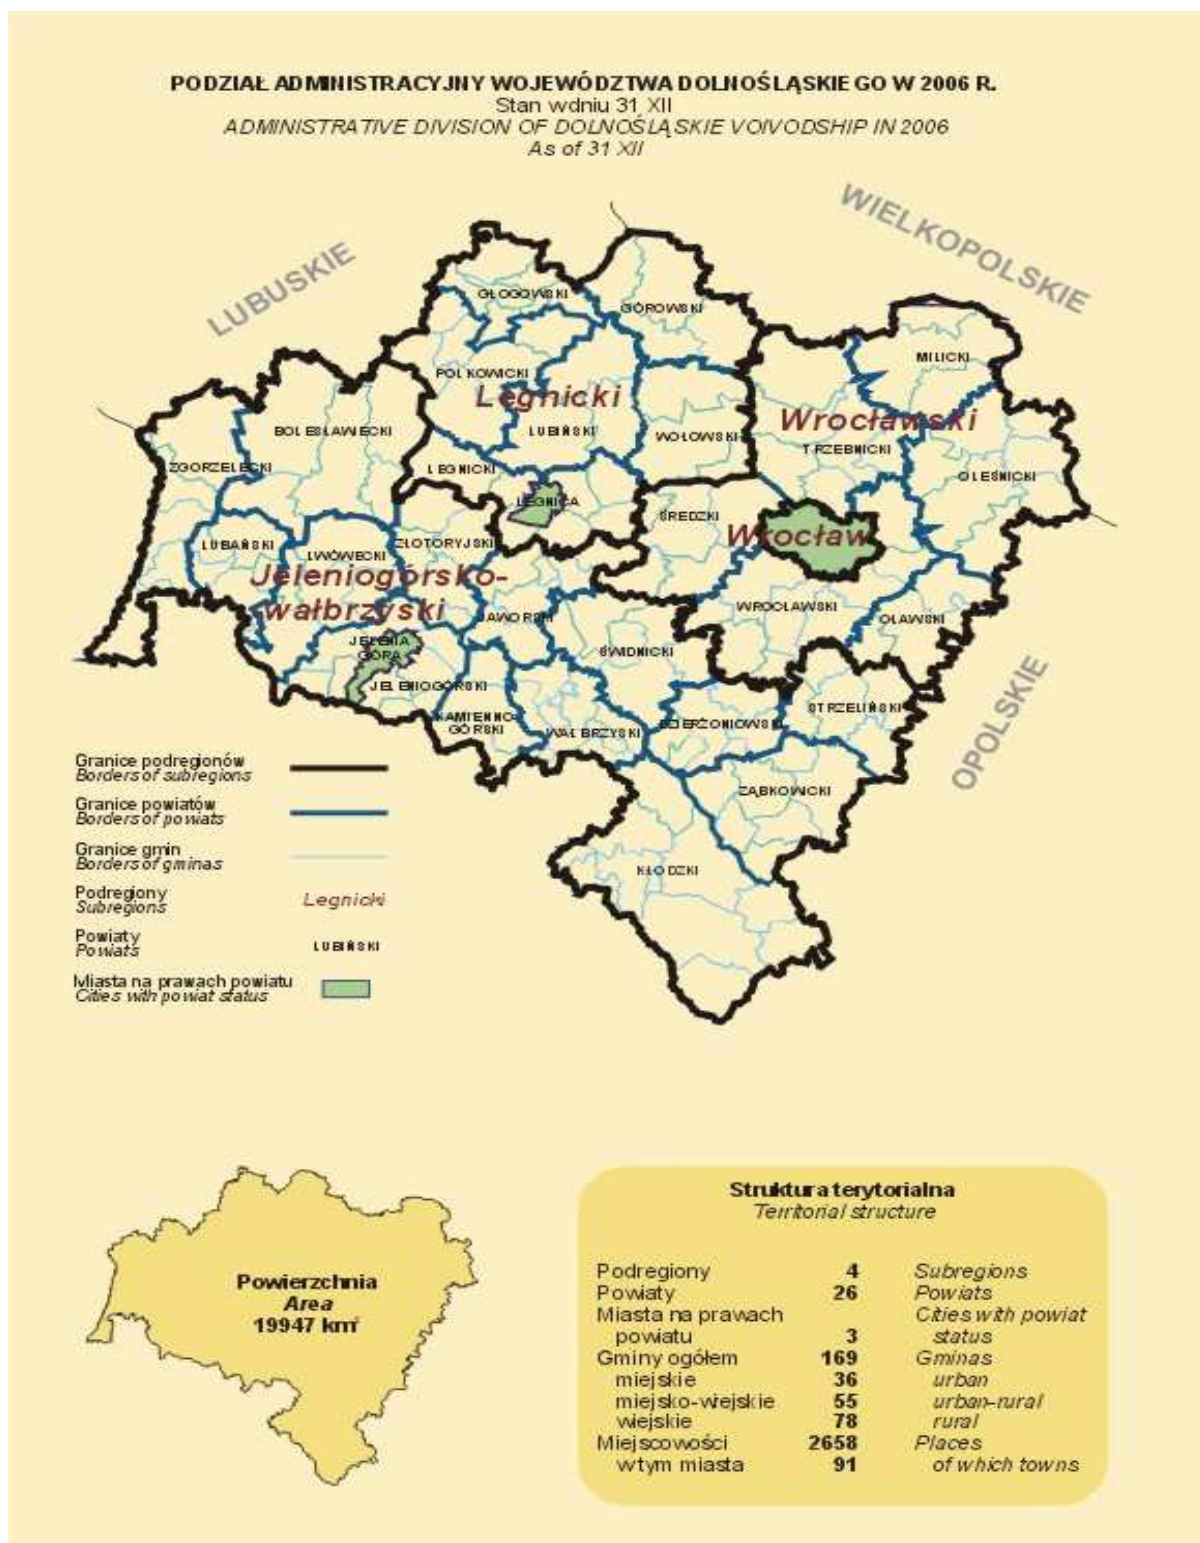 PODZIAŁ ADMINISTRACYJNY WOJEWÓDZTWA DOLNOŚLĄSKIEGO W 2006 R.
Stan w dniu 31 XII
ADMINISTRATIVE DIVISION OF DOLNOŚLĄSKIE VOIVODSHIP IN 2006
As of 31 XII
LUBUSKIE
WIELKOPOLSKIE
GŁOGOWSKI
GÓROWSKI
MILICKI
POLKOWICKI
Legnicki
Wrocławski
BOLESŁAWIECKI
LUBIŃSKI
WOŁOWSKI
TRZEBNICKI
ZGORZELECKI
LEGNICKI
OLEŚNICKI
LEGNICA
ŚREDZKI
Wrocław
LUBAŃSKI
LWÓWECKI
ZŁOTORYJSKI
Jeleniogórsko-
wałbrzyski
JAWORSKI
WROCŁAWSKI
OŁAWSKI
JELENIA
GÓRA
ŚWIDNICKI
JELENIOGÓRSKI
OPOLSKIE
KAMIENNO-
GÓRSKI
WAŁBRZYSKI
DZIERŻONIOWSKI
STRZELIŃSKI
ZĄBKOWICKI
KŁODZKI
Granice podregionów
Borders of subregions
Granice powiatów
Borders of powiats
Granice gmin
Borders of gminas
Podregiony Legnicki
Subregions
Powiaty LUBIŃSKI
Powiats
Miasta na prawach powiatu
Cities with powiat status
Powierzchnia
Area
19947 km²
Struktura terytorialna
Territorial structure
Podregiony 4 Subregions
Powiaty 26 Powiats
Miasta na prawach Cities with powiat
powiatu 3 status
Gminy ogółem 169 Gminas
miejskie 36 urban
miejsko-wiejskie 55 urban-rural
wiejskie 78 rural
Miejscowości 2658 Places
w tym miasta 91 of which towns